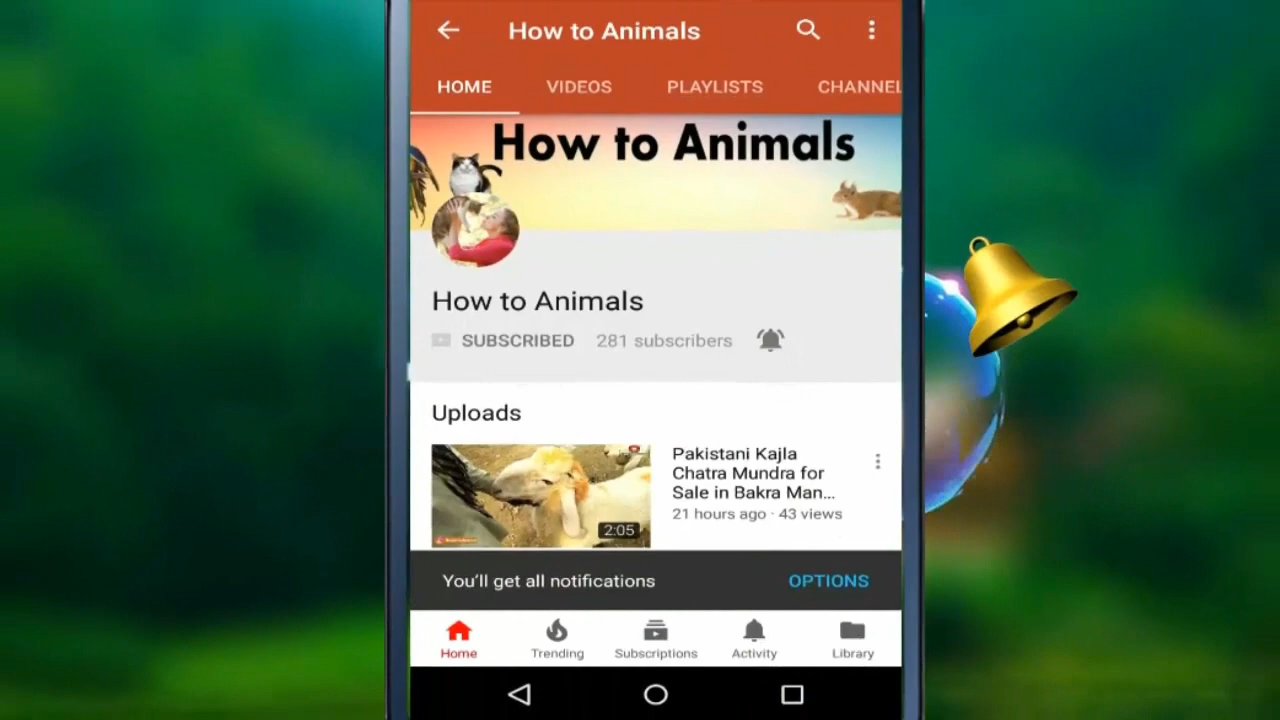 How to Animals
HOME VIDEOS PLAYLISTS CHANNEL
How to Animals
How to Animals
SUBSCRIBED 281 subscribers
Uploads
Pakistani Kajla
Chatra Mundra for
Sale in Bakra Man...
21 hours ago · 43 views
2:05
You'll get all notifications OPTIONS
Home Trending Subscriptions Activity Library